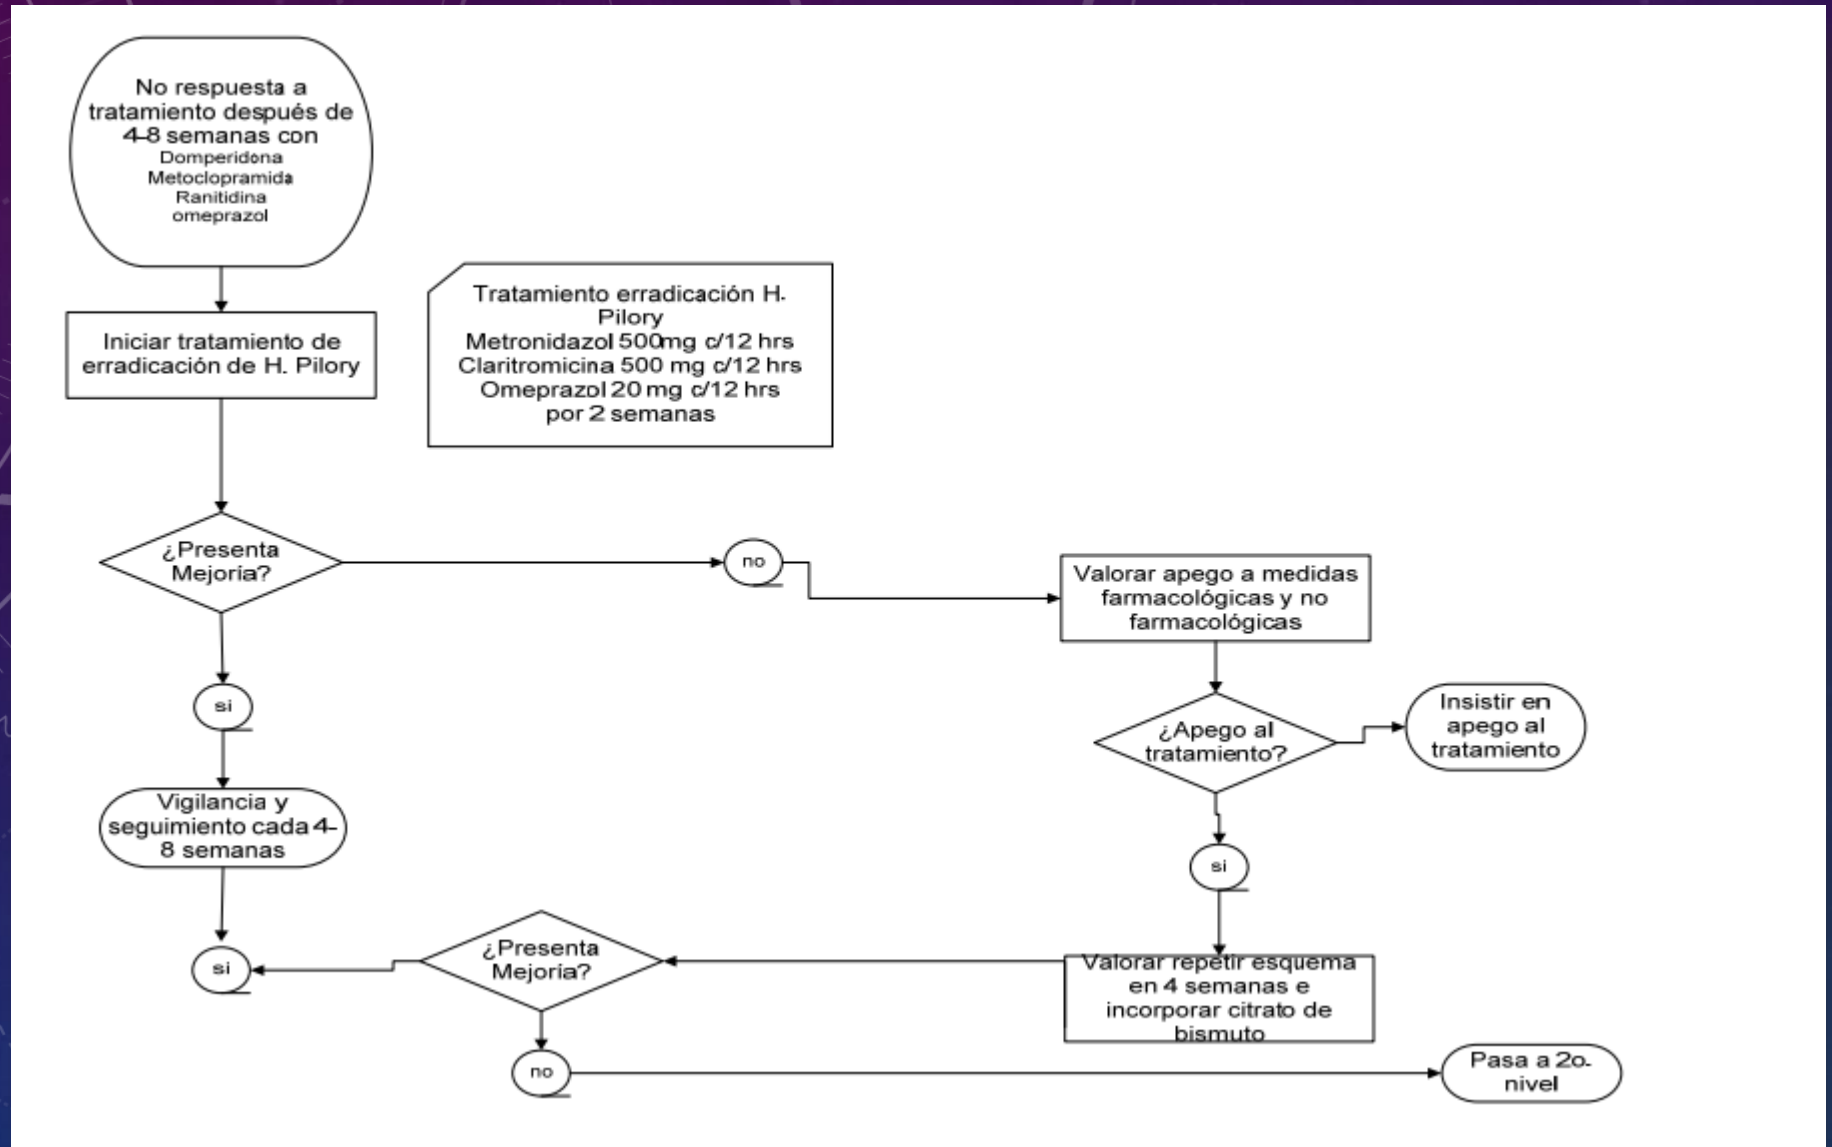 No respuesta a
tratamiento después de
4-8 semanas con
Domperidona
Metoclopramida
Ranitidina
omeprazol
Iniciar tratamiento de
erradicación de H. Pilory
Tratamiento erradicación H.
Pilory
Metronidazol 500mg c/12 hrs
Claritromicina 500 mg c/12 hrs
Omeprazol 20 mg c/12 hrs
por 2 semanas
¿Presenta
Mejoría?
no
Valorar apego a medidas
farmacológicas y no
farmacológicas
si
¿Apego al
tratamiento?
Insistir en
apego al
tratamiento
Vigilancia y
seguimiento cada 4-
8 semanas
si
si
¿Presenta
Mejoría?
Valorar repetir esquema
en 4 semanas e
incorporar citrato de
bismuto
no
Pasa a 2o.
nivel